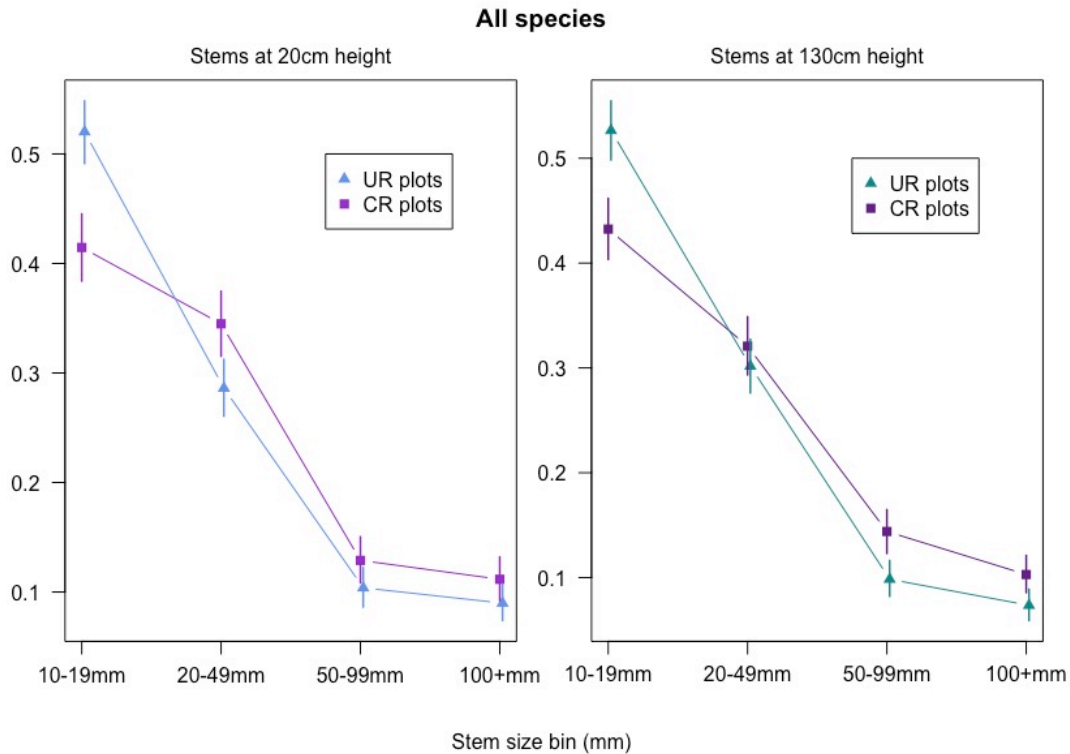 All species
Stems at 20cm height
0.5
0.4
0.3
0.2
0.1
UR plots
CR plots
10-19mm 20-49mm 50-99mm 100+mm
Stems at 130cm height
0.5
0.4
0.3
0.2
0.1
UR plots
CR plots
10-19mm 20-49mm 50-99mm 100+mm
Stem size bin (mm)